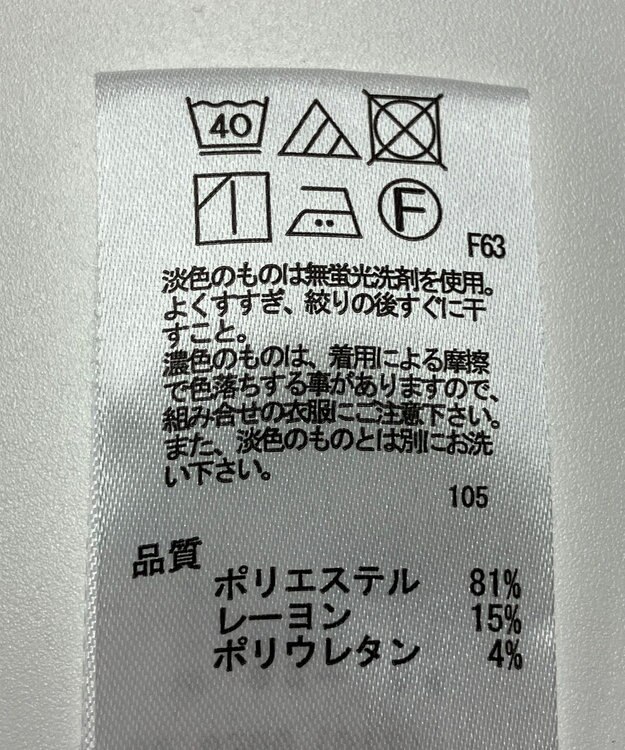 40
F
F63
淡色のものは無蛍光洗剤を使用。
よくすすぎ、絞りの後すぐに干
すこと。
濃色のものは、着用による摩擦
で色落ちする事がありますので、
組み合せの衣服にご注意下さい。
また、淡色のものとは別にお洗
い下さい。
105
品質
ポリエステル 81%
レーヨン 15%
ポリウレタン 4%